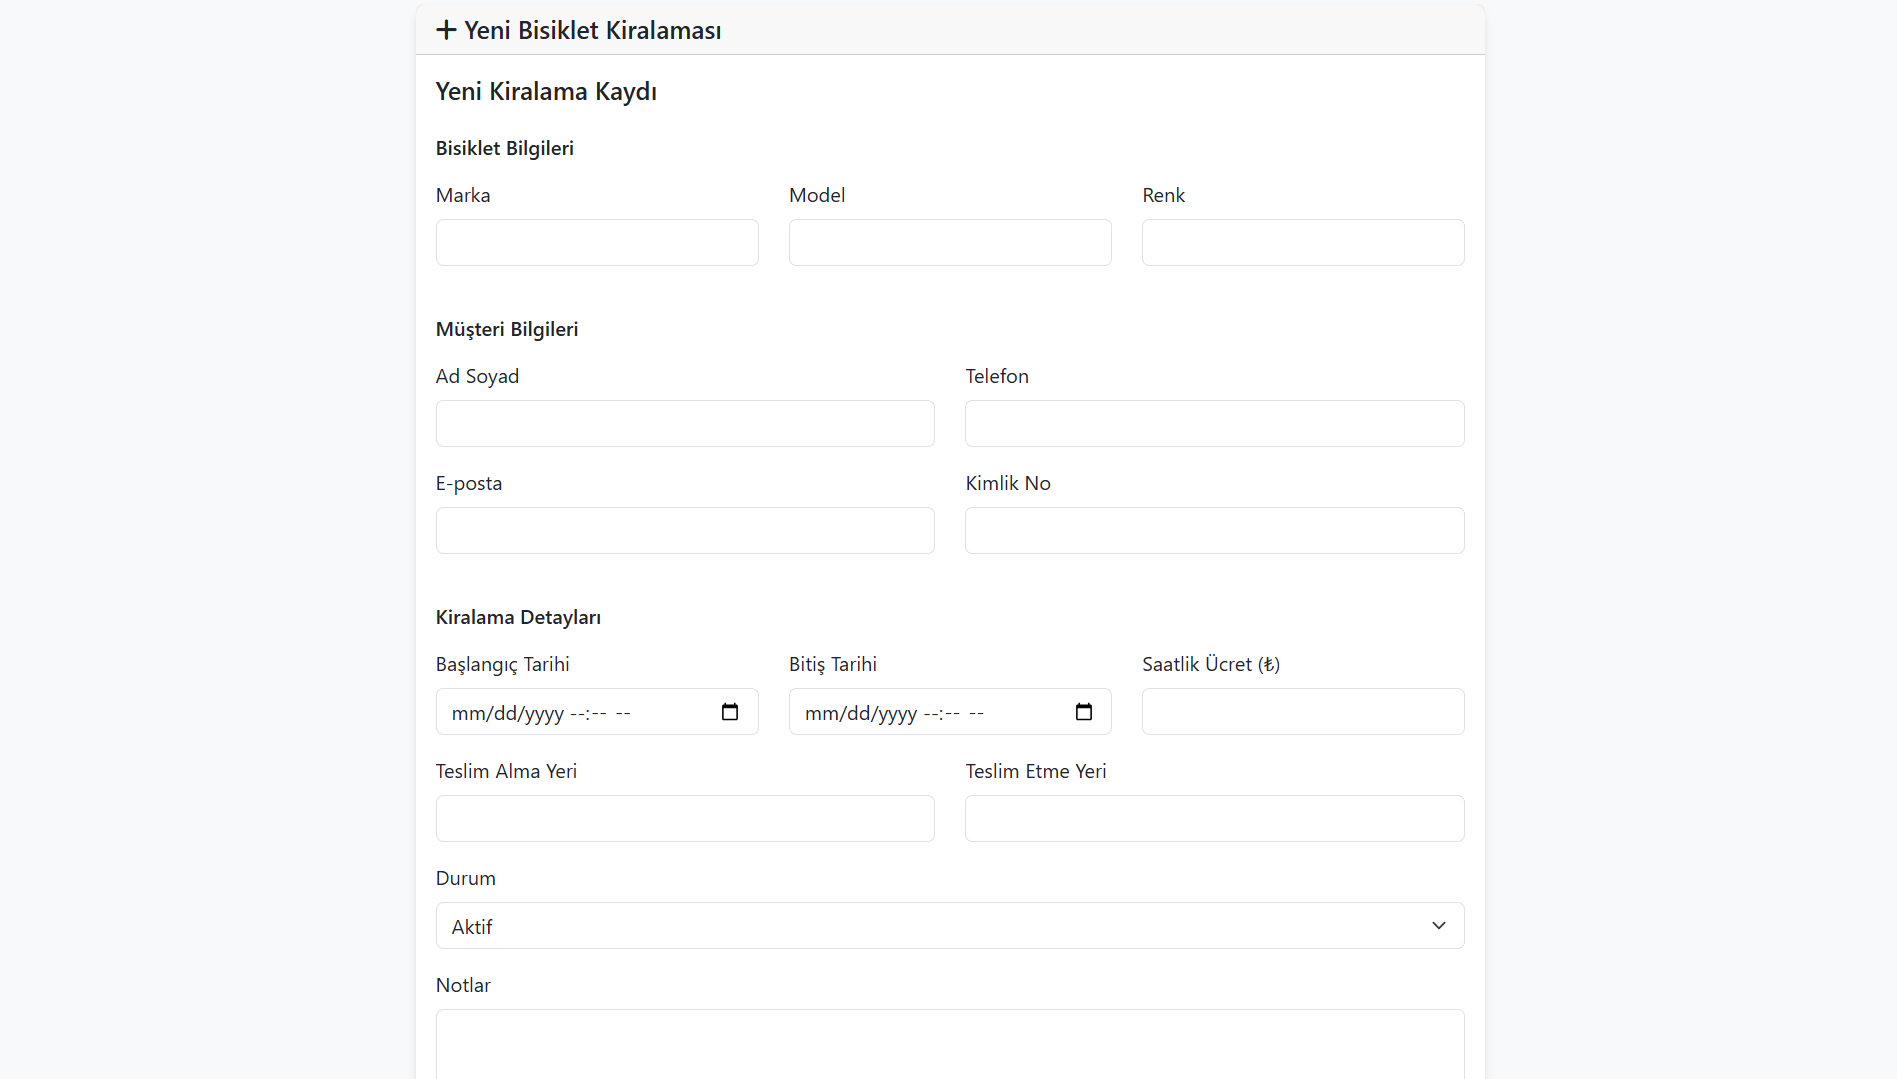 Yeni Bisiklet Kiralaması
Yeni Kiralama Kaydı
Bisiklet Bilgileri
Marka Model Renk
Müşteri Bilgileri
Ad Soyad Telefon
E-posta Kimlik No
Kiralama Detayları
Başlangıç Tarihi Bitiş Tarihi Saatlik Ücret (₺)
mm/dd/yyyy --:-- -- mm/dd/yyyy --:-- --
Teslim Alma Yeri Teslim Etme Yeri
Durum
Aktif
Notlar